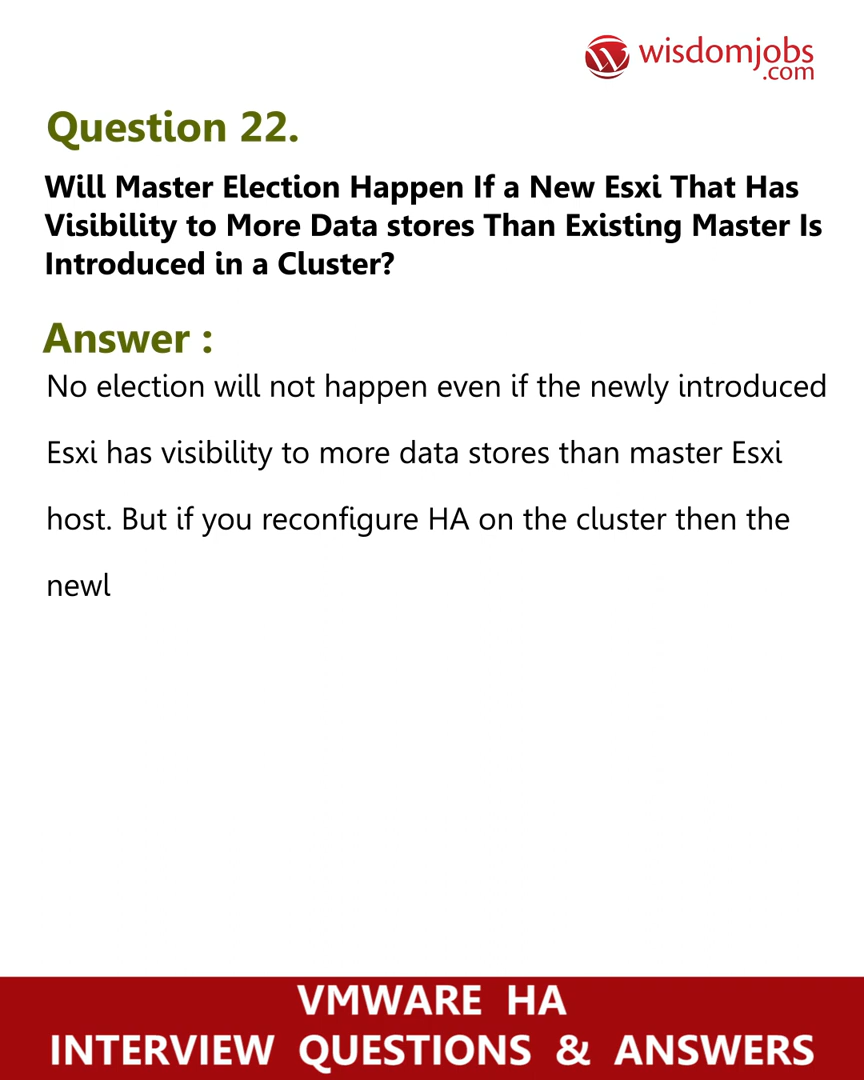 wisdomjobs
.com
Question 22.
Will Master Election Happen If a New Esxi That Has
Visibility to More Data stores Than Existing Master Is
Introduced in a Cluster?
Answer :
No election will not happen even if the newly introduced
Esxi has visibility to more data stores than master Esxi
host. But if you reconfigure HA on the cluster then the
newl
VMWARE HA
INTERVIEW QUESTIONS & ANSWERS